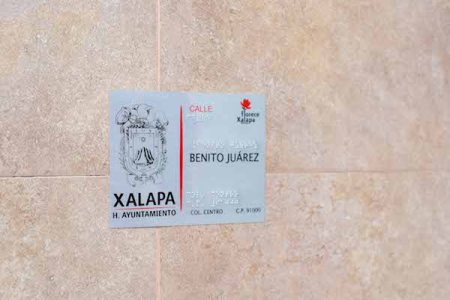 XALAPA
H. AYUNTAMIENTO
CALLE
florece
Xalapa
BENITO JUÁREZ
COL. CENTRO C.P. 91000